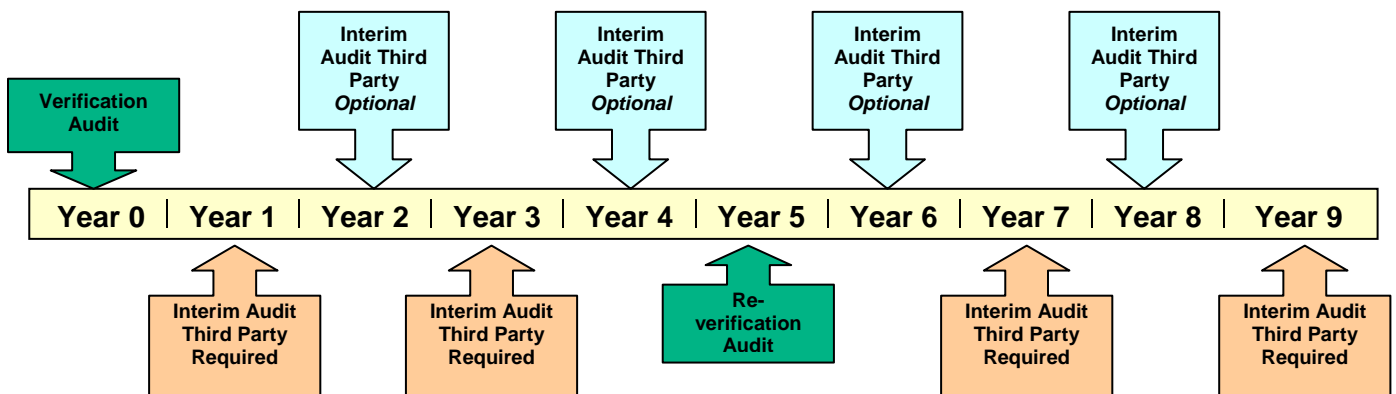 Verification
Audit
Interim
Audit Third
Party
Optional
Interim
Audit Third
Party
Optional
Interim
Audit Third
Party
Optional
Interim
Audit Third
Party
Optional
Year 0 | Year 1 | Year 2 | Year 3 | Year 4 | Year 5 | Year 6 | Year 7 | Year 8 | Year 9
Interim Audit
Third Party
Required
Interim Audit
Third Party
Required
Re-
verification
Audit
Interim Audit
Third Party
Required
Interim Audit
Third Party
Required